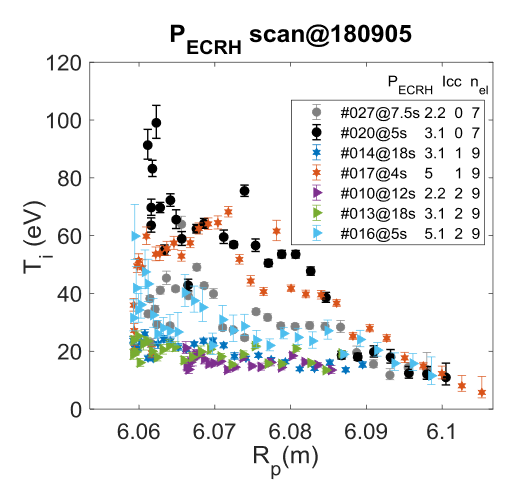 P_ECRH scan@180905
P_ECRH Icc n_el
#027@7.5s 2.2 0 7
#020@5s 3.1 0 7
#014@18s 3.1 1 9
#017@4s 5 1 9
#010@12s 2.2 2 9
#013@18s 3.1 2 9
#016@5s 5.1 2 9
T_i (eV)
120
100
80
60
40
20
0
6.06 6.07 6.08 6.09 6.1
R_p(m)